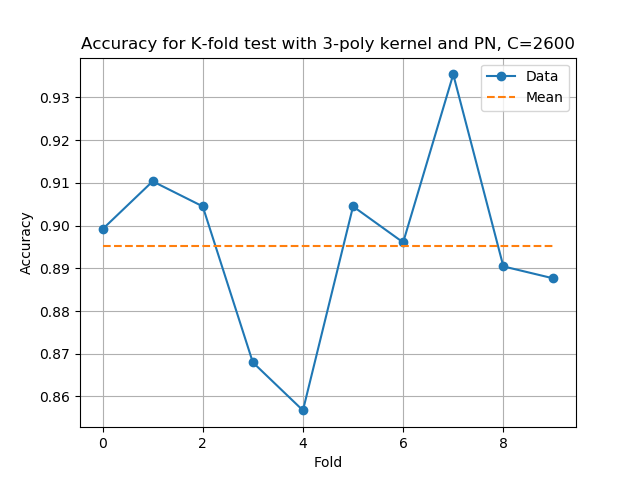 Accuracy for K-fold test with 3-poly kernel and PN, C=2600
Data
Mean
0.93
0.92
0.91
0.90
0.89
0.88
0.87
0.86
Accuracy
0 2 4 6 8
Fold